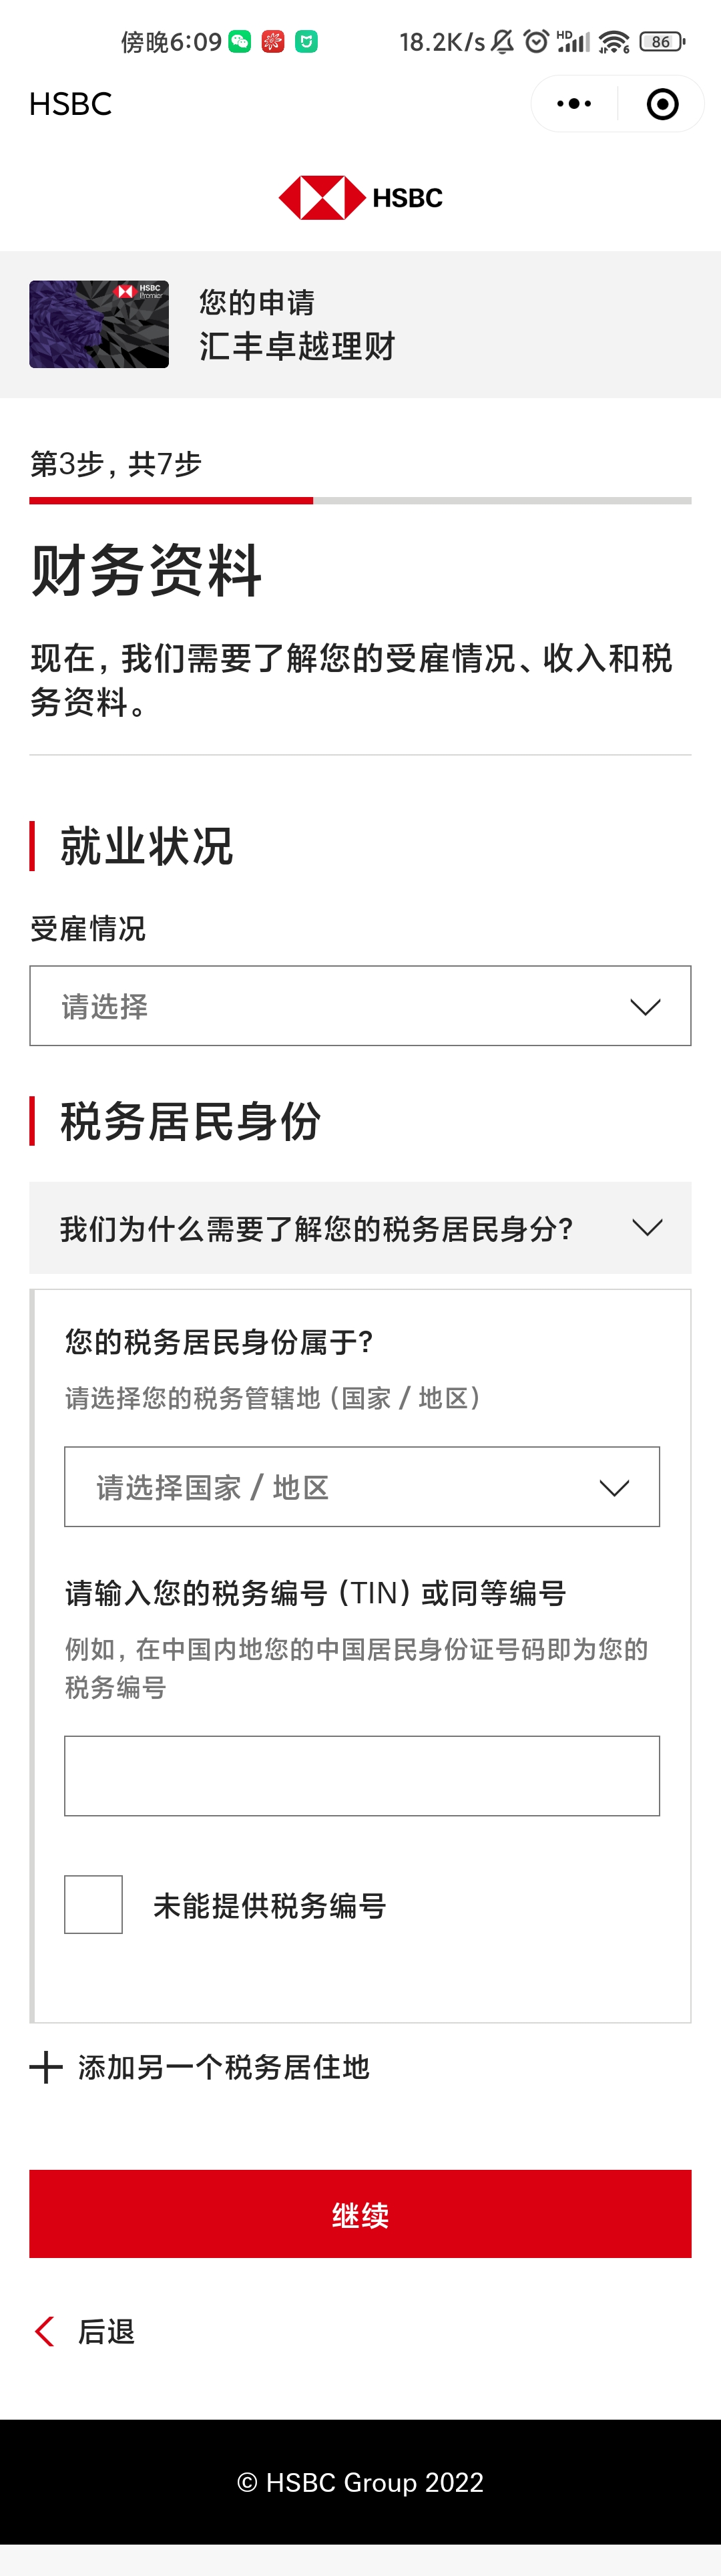 傍晚6:09
18.2K/s
HD
6
86
HSBC
HSBC
HSBC
Premier
您的申请
汇丰卓越理财
第3步, 共7步
财务资料
现在, 我们需要了解您的受雇情况、收入和税
务资料。
就业状况
受雇情况
请选择
税务居民身份
我们为什么需要了解您的税务居民身分?
您的税务居民身份属于?
请选择您的税务管辖地 (国家 / 地区)
请选择国家 / 地区
请输入您的税务编号 (TIN) 或同等编号
例如, 在中国内地您的中国居民身份证号码即为您的
税务编号
未能提供税务编号
添加另一个税务居住地
继续
后退
© HSBC Group 2022